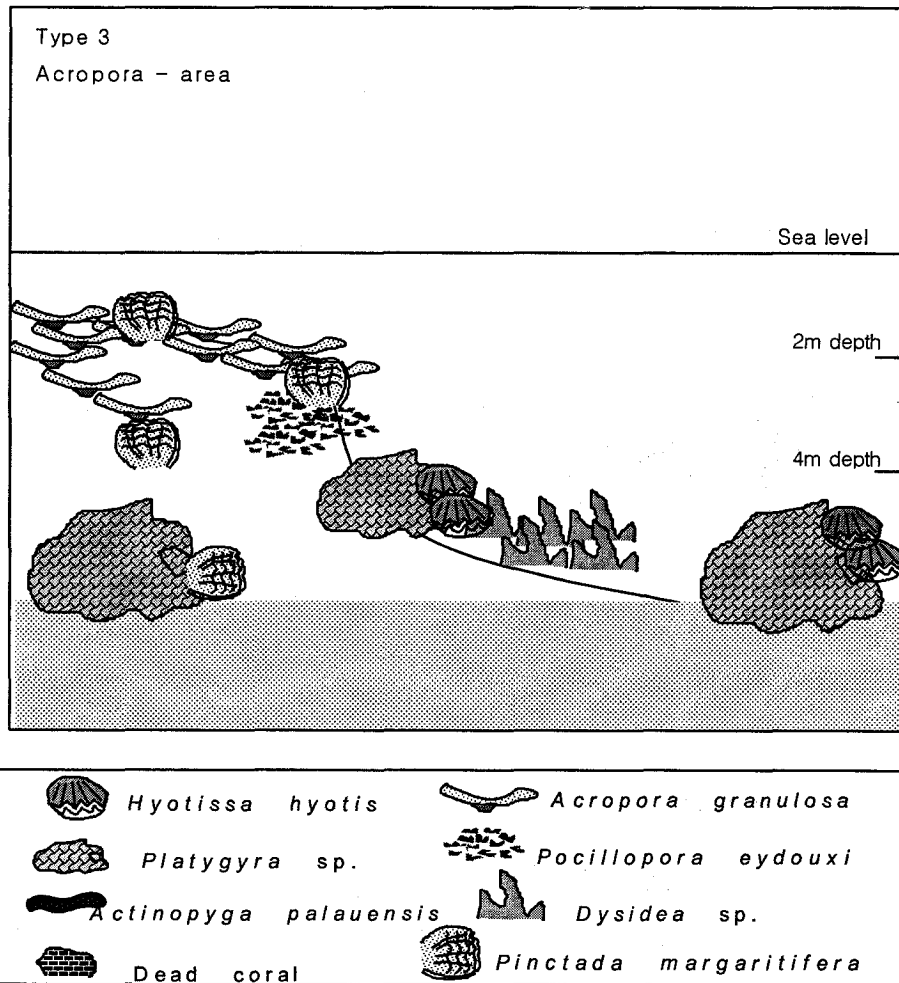 Type 3
Acropora - area
Sea level
2m depth
4m depth
Hyotissa hyotis
Acropora granulosa
Platygyra sp.
Pocillopora eydouxi
Actinopyga palauensis
Dysidea sp.
Dead coral
Pinctada margaritifera